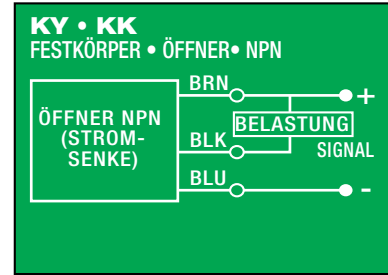 KY • KK
FESTKÖRPER • ÖFFNER• NPN
BRN
+
ÖFFNER NPN
(STROM-
SENKE)
BELASTUNG
BLK
SIGNAL
BLU
-